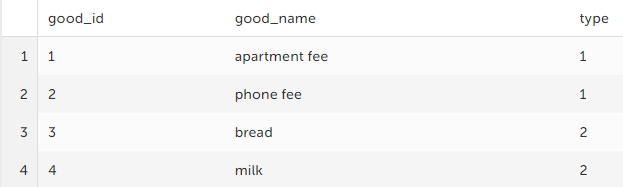 good_id good_name type
1 1 apartment fee 1
2 2 phone fee 1
3 3 bread 2
4 4 milk 2